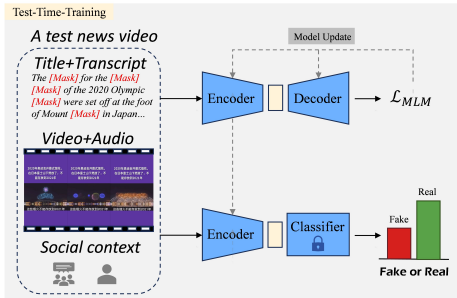 Test-Time-Training
A test news video
Title+Transcript
The [Mask] for the [Mask]
[Mask] of the 2020 Olympic
[Mask] were set off at the foot
of Mount [Mask] in Japan...
Video+Audio
Social context
Model Update
Encoder
Decoder
ℒMLM
Encoder
Classifier
Real
Fake
Fake or Real